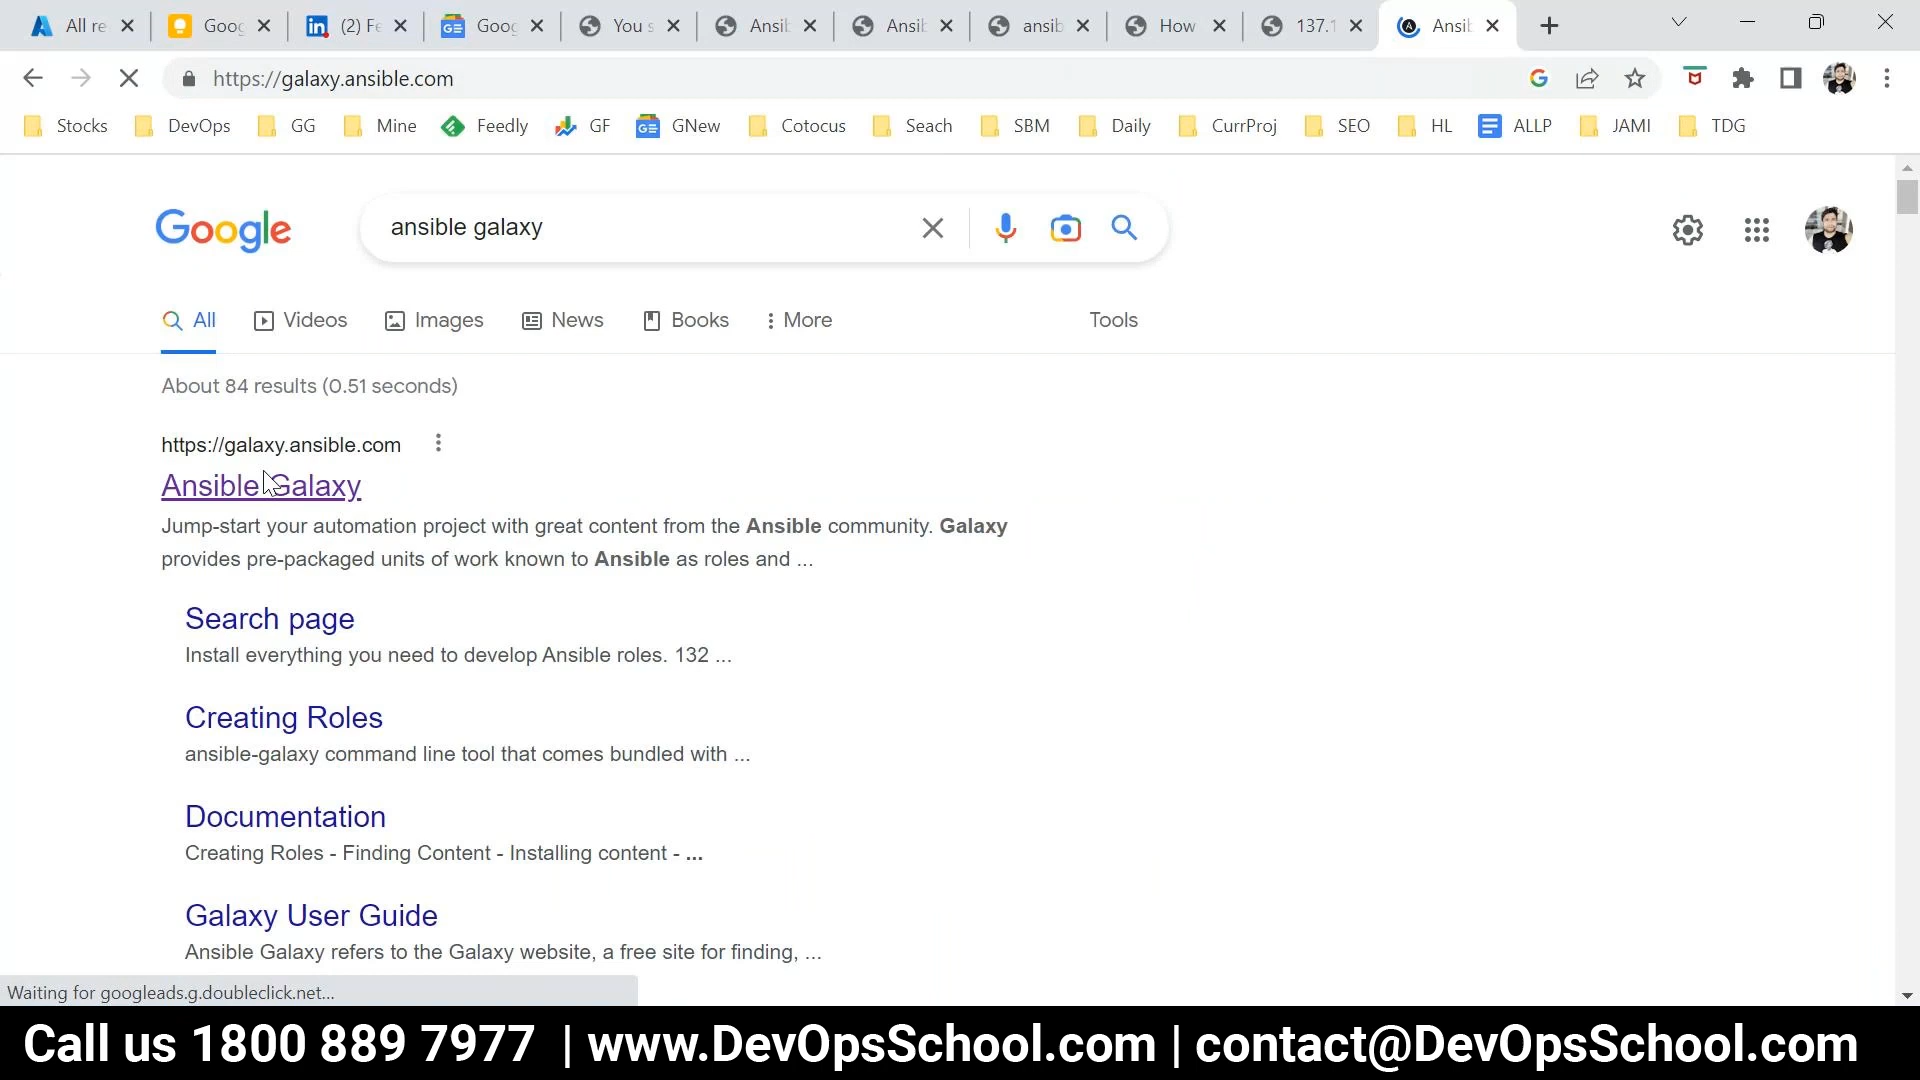 All re
Goog
(2) Fe
Goog
You s
Ansib
Ansib
ansib
How
137.1
Ansib
https://galaxy.ansible.com
Stocks DevOps GG Mine Feedly GF GNew Cotocus Seach SBM Daily CurrProj SEO HL ALLP JAMI TDG
Google
ansible galaxy
All Videos Images News Books More Tools
About 84 results (0.51 seconds)
https://galaxy.ansible.com
Ansible Galaxy
Jump-start your automation project with great content from the Ansible community. Galaxy
provides pre-packaged units of work known to Ansible as roles and ...
Search page
Install everything you need to develop Ansible roles. 132 ...
Creating Roles
ansible-galaxy command line tool that comes bundled with ...
Documentation
Creating Roles - Finding Content - Installing content - ...
Galaxy User Guide
Ansible Galaxy refers to the Galaxy website, a free site for finding, ...
Waiting for googleads.g.doubleclick.net...
Call us 1800 889 7977 | www.DevOpsSchool.com | contact@DevOpsSchool.com